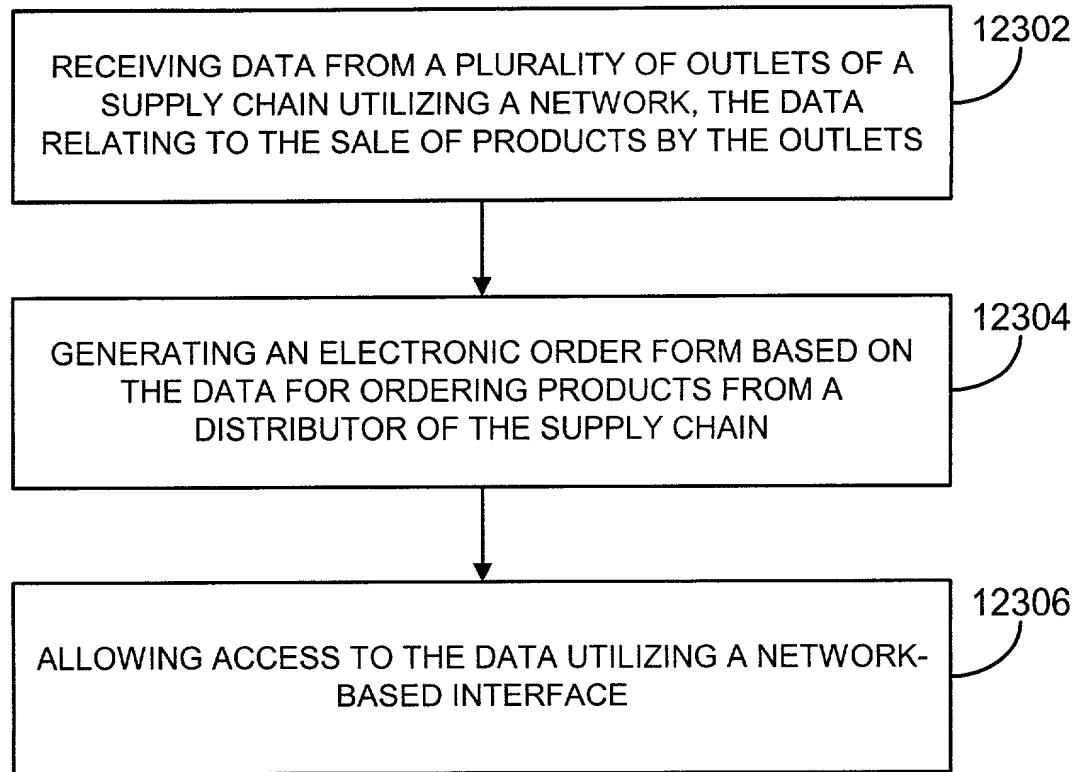 12302
RECEIVING DATA FROM A PLURALITY OF OUTLETS OF A
SUPPLY CHAIN UTILIZING A NETWORK, THE DATA
RELATING TO THE SALE OF PRODUCTS BY THE OUTLETS
12304
GENERATING AN ELECTRONIC ORDER FORM BASED ON
THE DATA FOR ORDERING PRODUCTS FROM A
DISTRIBUTOR OF THE SUPPLY CHAIN
12306
ALLOWING ACCESS TO THE DATA UTILIZING A NETWORK-
BASED INTERFACE